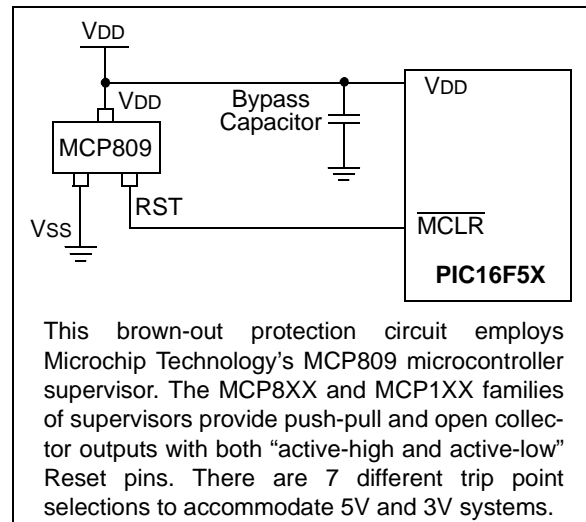 VDD
VDD
Bypass
Capacitor
VDD
MCP809
RST
VSS
MCLR
PIC16F5X
This brown-out protection circuit employs
Microchip Technology's MCP809 microcontroller
supervisor. The MCP8XX and MCP1XX families
of supervisors provide push-pull and open collec-
tor outputs with both “active-high and active-low”
Reset pins. There are 7 different trip point
selections to accommodate 5V and 3V systems.